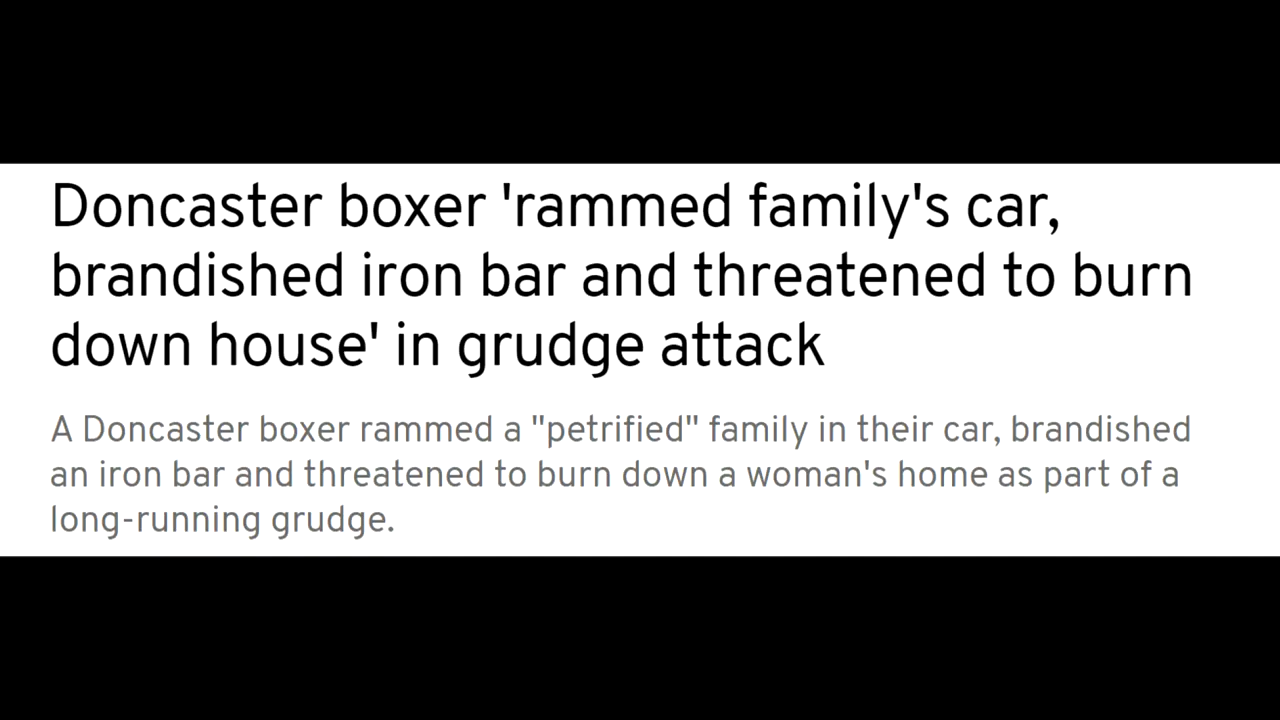 Doncaster boxer 'rammed family's car,
brandished iron bar and threatened to burn
down house' in grudge attack
A Doncaster boxer rammed a "petrified" family in their car, brandished
an iron bar and threatened to burn down a woman's home as part of a
long-running grudge.